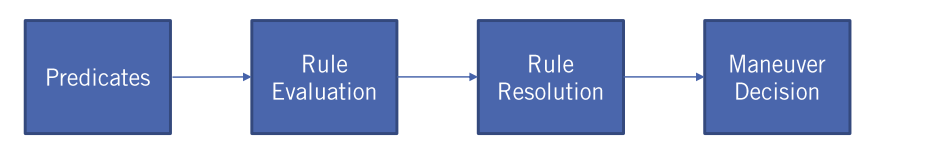 Predicates
Rule
Evaluation
Rule
Resolution
Maneuver
Decision